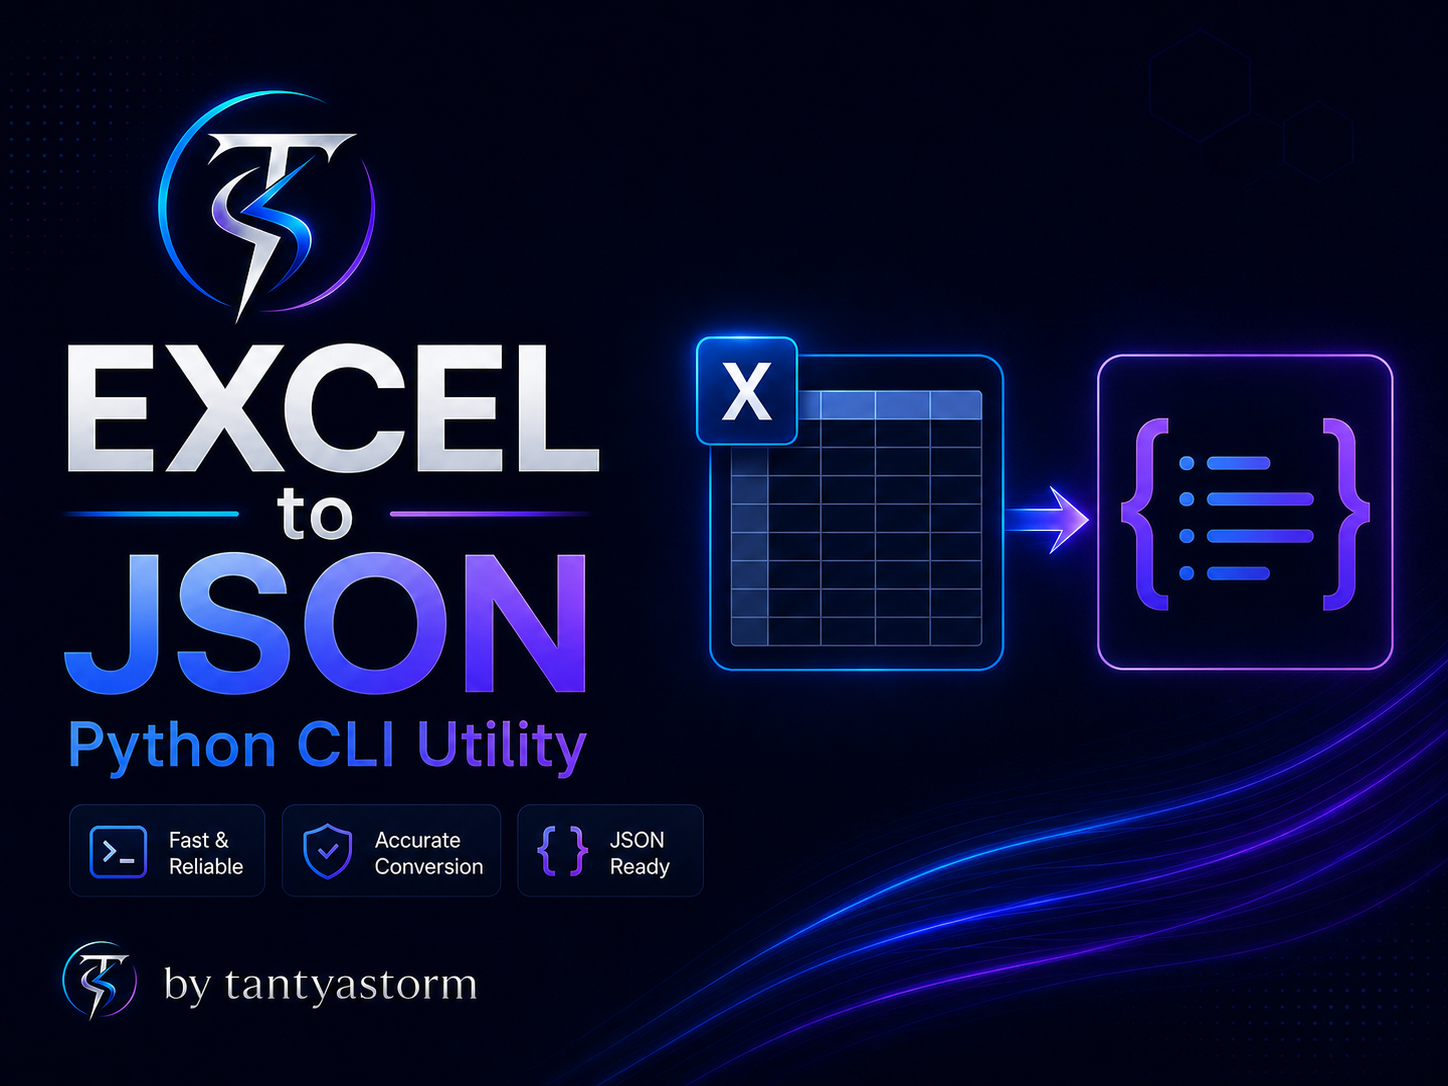 EXCEL
to
JSON
Python CLI Utility
X
Fast &
Reliable
Accurate
Conversion
JSON
Ready
by tantyastorm